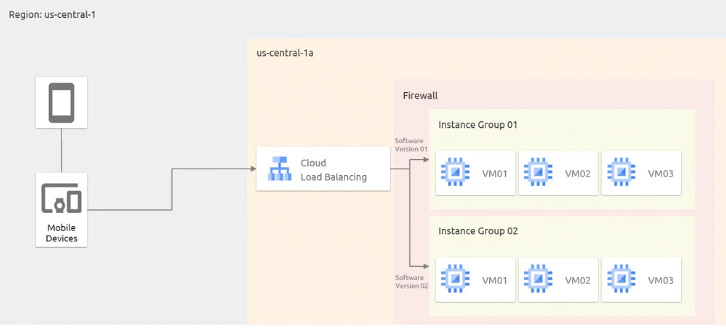 Region: us-central-1
us-central-1a
Firewall
Instance Group 01
Software
Version 01
VM01
VM02
VM03
Cloud
Load Balancing
Mobile
Devices
Instance Group 02
Software
Version 02
VM01
VM02
VM03